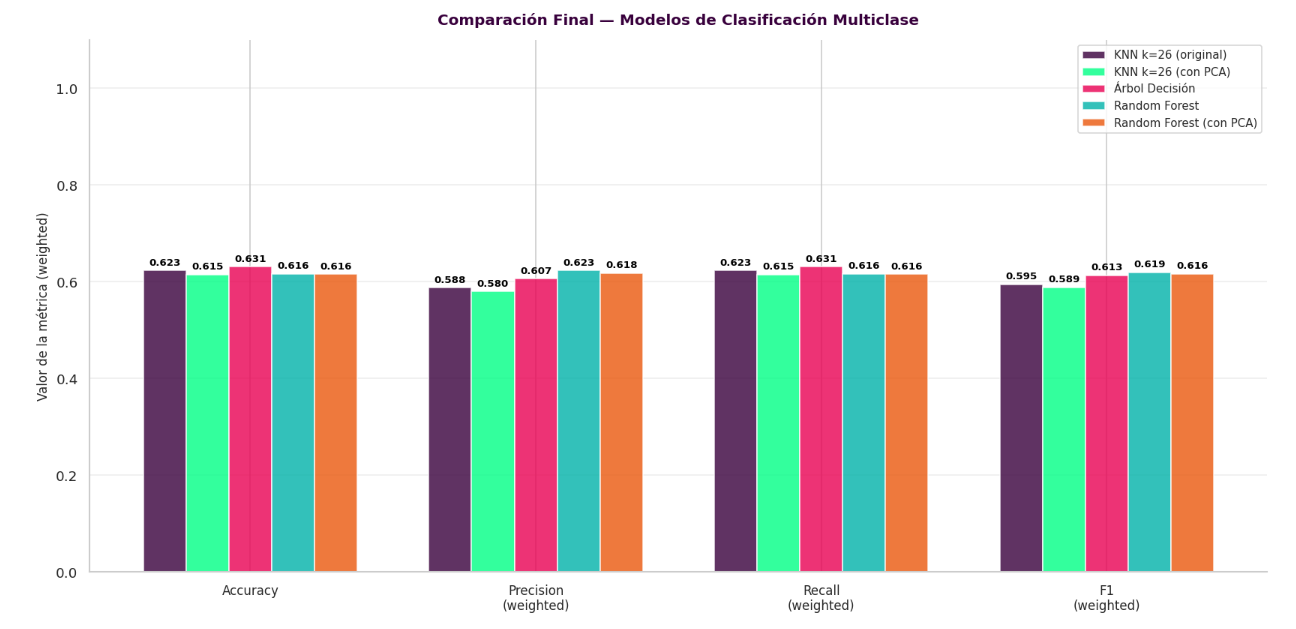 Comparación Final — Modelos de Clasificación Multiclase
KNN k=26 (original)
KNN k=26 (con PCA)
Árbol Decisión
Random Forest
Random Forest (con PCA)
Valor de la métrica (weighted)
1.0
0.8
0.6
0.4
0.2
0.0
0.623 0.615 0.631 0.616 0.616
0.588 0.580 0.607 0.623 0.618
0.623 0.615 0.631 0.616 0.616
0.595 0.589 0.613 0.619 0.616
Accuracy
Precision
(weighted)
Recall
(weighted)
F1
(weighted)